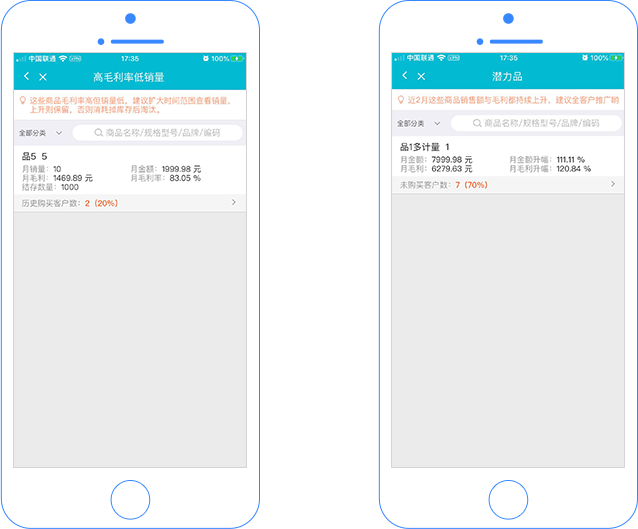 中国联通 VPN 17:35 100%
高毛利率低销量
这些商品毛利率高但销量低，建议扩大时间范围查看销量，
上升则保留，否则消耗掉库存后淘汰。
全部分类 商品名称/规格型号/品牌/编码
品5 5
月销量：10 月金额：1999.98 元
月毛利：1469.89 元 月毛利率：83.05 %
结存数量：1000
历史购买客户数：2（20%）
中国联通 VPN 17:35 100%
潜力品
近2月这些商品销售额与毛利都持续上升，建议全客户推广销
全部分类 商品名称/规格型号/品牌/编码
品1多计量 1
月金额：7999.98 元 月金额升幅：111.11 %
月毛利：6279.63 元 月毛利升幅：120.84 %
未购买客户数：7（70%）